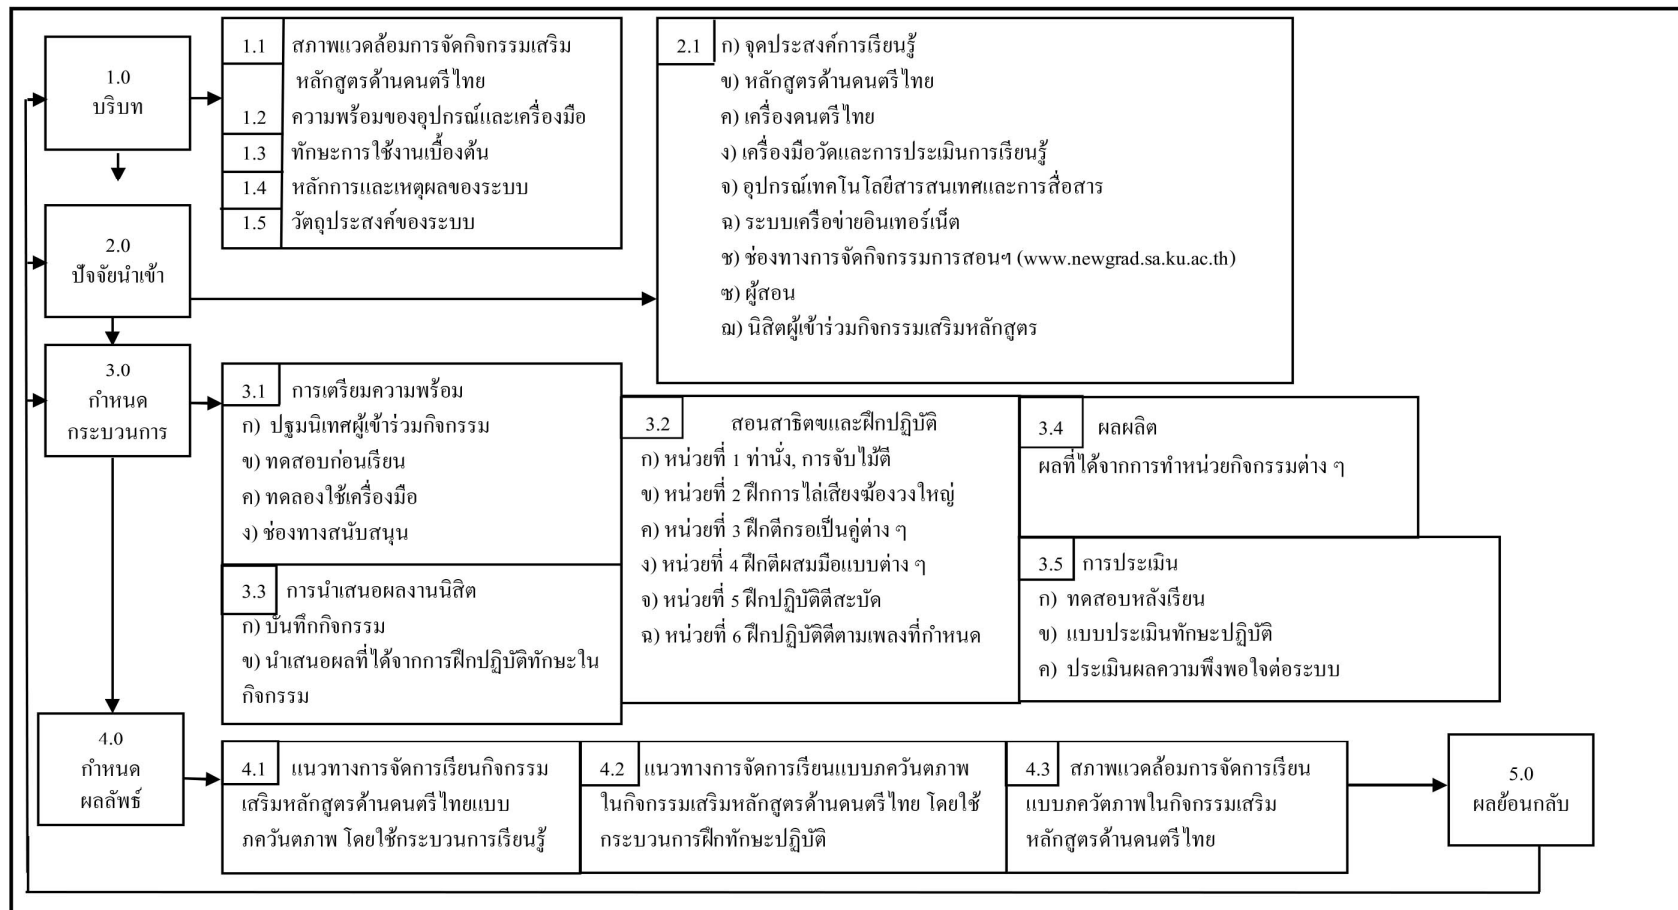 1.0
บริบท
1.1 สภาพแวดล้อมการจัดกิจกรรมเสริม
หลักสูตรด้านดนตรีไทย
1.2 ความพร้อมของอุปกรณ์และเครื่องมือ
1.3 ทักษะการใช้งานเบื้องต้น
1.4 หลักการและเหตุผลของระบบ
1.5 วัตถุประสงค์ของระบบ
2.0
ปัจจัยนำเข้า
2.1 ก) จุดประสงค์การเรียนรู้
ข) หลักสูตรด้านดนตรีไทย
ค) เครื่องดนตรีไทย
ง) เครื่องมือวัดและการประเมินการเรียนรู้
จ) อุปกรณ์เทคโนโลยีสารสนเทศและการสื่อสาร
ฉ) ระบบเครือข่ายอินเทอร์เน็ต
ช) ช่องทางการจัดกิจกรรมการสอนฯ (www.newgrad.sa.ku.ac.th)
ซ) ผู้สอน
ฌ) นิสิตผู้เข้าร่วมกิจกรรมเสริมหลักสูตร
3.0
กำหนด
กระบวนการ
3.1 การเตรียมความพร้อม
ก) ปฐมนิเทศผู้เข้าร่วมกิจกรรม
ข) ทดสอบก่อนเรียน
ค) ทดลองใช้เครื่องมือ
ง) ช่องทางสนับสนุน
3.2 สอนสาธิตฃและฝึกปฏิบัติ
ก) หน่วยที่ 1 ท่านั่ง, การจับไม้ตี
ข) หน่วยที่ 2 ฝึกการไล่เสียงฆ้องวงใหญ่
ค) หน่วยที่ 3 ฝึกตีกรอเป็นคู่ต่าง ๆ
ง) หน่วยที่ 4 ฝึกตีผสมมือแบบต่าง ๆ
จ) หน่วยที่ 5 ฝึกปฏิบัติตีสะบัด
ฉ) หน่วยที่ 6 ฝึกปฏิบัติตีตามเพลงที่กำหนด
3.3 การนำเสนอผลงานนิสิต
ก) บันทึกกิจกรรม
ข) นำเสนอผลที่ได้จากการฝึกปฏิบัติทักษะใน
กิจกรรม
3.4 ผลผลิต
ผลที่ได้จากการทำหน่วยกิจกรรมต่าง ๆ
3.5 การประเมิน
ก) ทดสอบหลังเรียน
ข) แบบประเมินทักษะปฏิบัติ
ค) ประเมินผลความพึงพอใจต่อระบบ
4.0
กำหนด
ผลลัพธ์
4.1 แนวทางการจัดการเรียนกิจกรรม
เสริมหลักสูตรด้านดนตรีไทยแบบ
ภควันตภาพ โดยใช้กระบวนการเรียนรู้
4.2 แนวทางการจัดการเรียนแบบภควันตภาพ
ในกิจกรรมเสริมหลักสูตรด้านดนตรีไทย โดยใช้
กระบวนการฝึกทักษะปฏิบัติ
4.3 สภาพแวดล้อมการจัดการเรียน
แบบภควัตภาพในกิจกรรมเสริม
หลักสูตรด้านดนตรีไทย
5.0
ผลย้อนกลับ